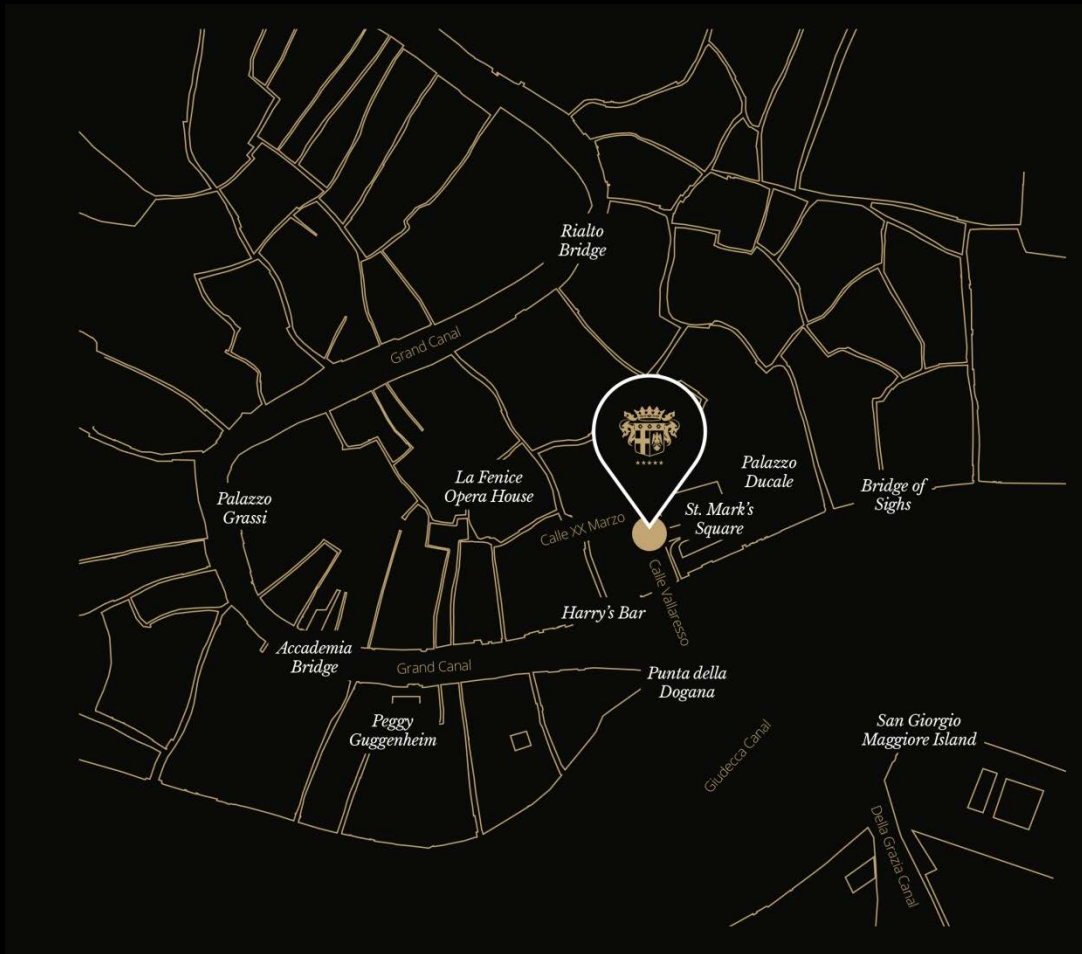 Rialto
Bridge
Grand Canal
La Fenice
Opera House
Palazzo
Ducale
Bridge of
Sighs
Palazzo
Grassi
St. Mark's
Square
Calle XX Marzo
Calle Vallaresso
Harry's Bar
Accademia
Bridge
Grand Canal
Punta della
Dogana
Peggy
Guggenheim
San Giorgio
Maggiore Island
Giudecca Canal
Della Grazia Canal